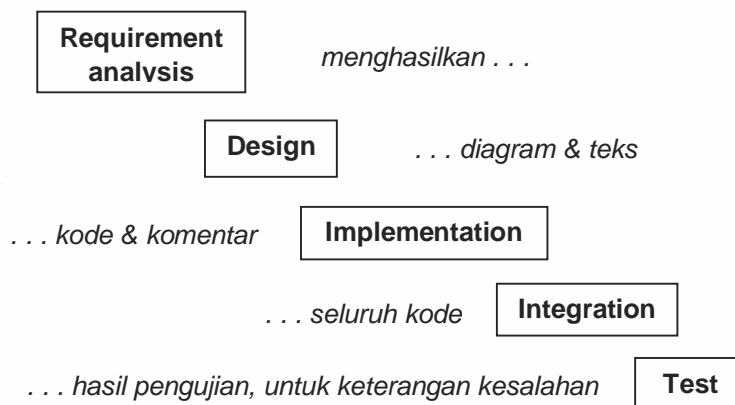 Requirement
analysis
menghasilkan . . .
Design
. . . diagram & teks
. . . kode & komentar
Implementation
. . . seluruh kode
Integration
. . . hasil pengujian, untuk keterangan kesalahan
Test